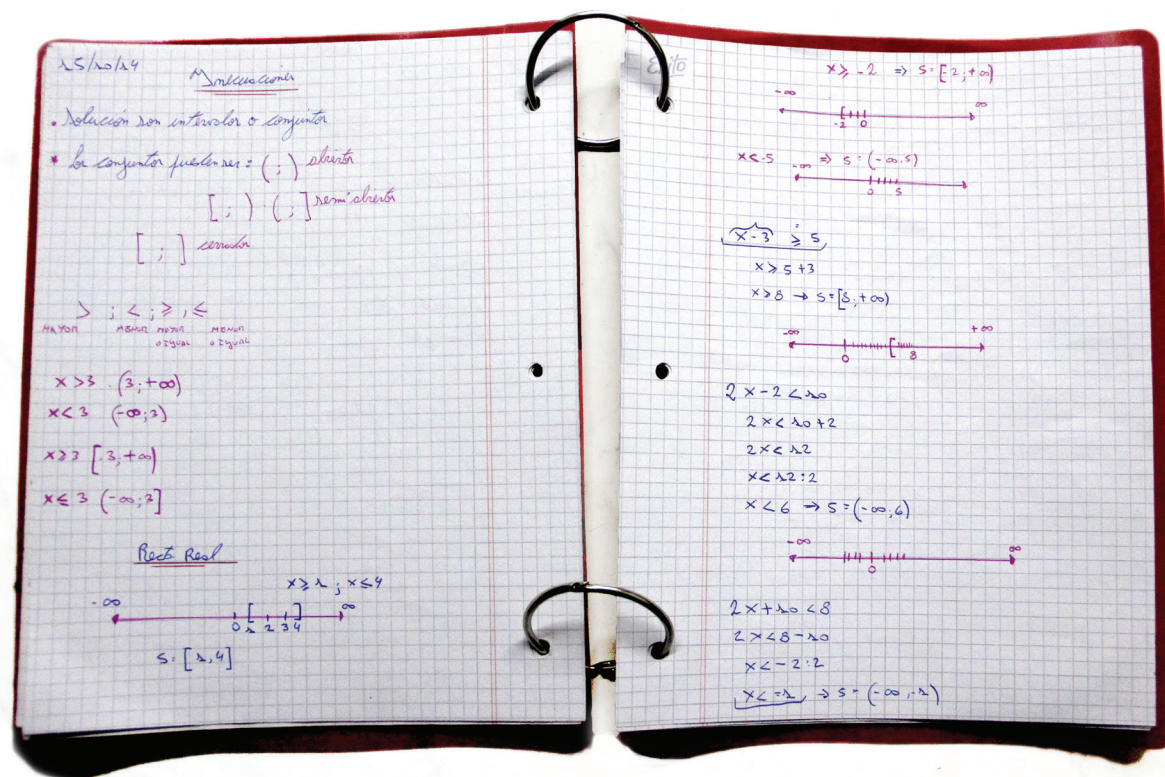 15/10/14
Inecuaciones
• Solución son intervalos o conjuntos
* Los conjuntos pueden ser: ( ; ) abiertos
[ ; ) ( ; ] semi abiertos
[ ; ] cerrados
> ; < ; ≥ , ≤
MAYOR MENOR MAYOR O IGUAL MENOR O IGUAL
x > 3 (3; +∞)
x < 3 (-∞; 3)
x ≥ 3 [3; +∞)
x ≤ 3 (-∞; 3]
Recta Real
x ≥ 1 ; x ≤ 4
-∞ ∞
0 1 2 3 4
S = [1, 4]
Éxito
x ≥ -2 => S = [-2; +∞)
-∞ ∞
-2 0
x < 5 => S = (-∞, 5)
-∞
0 5
x - 3 ≥ 5
x ≥ 5 + 3
x ≥ 8 → S = [8; +∞)
-∞ +∞
0 8
2x - 2 < 10
2x < 10 + 2
2x < 12
x < 12 : 2
x < 6 → S = (-∞; 6)
-∞ ∞
0
2x + 10 < 8
2x < 8 - 10
x < -2 : 2
x < -1 → S = (-∞, -1)